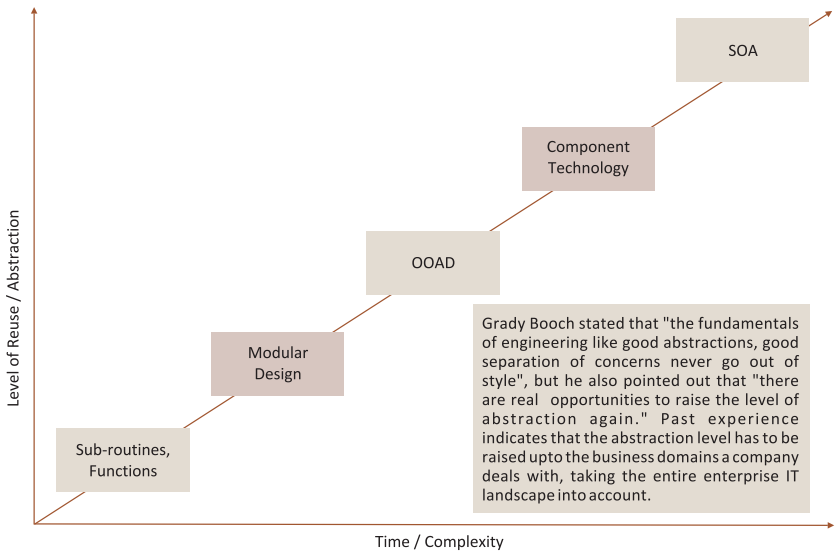 SOA
Component
Technology
OOAD
Modular
Design
Sub-routines,
Functions
Level of Reuse / Abstraction
Grady Booch stated that "the fundamentals
of engineering like good abstractions, good
separation of concerns never go out of
style", but he also pointed out that "there
are real opportunities to raise the level of
abstraction again." Past experience
indicates that the abstraction level has to be
raised upto the business domains a company
deals with, taking the entire enterprise IT
landscape into account.
Time / Complexity